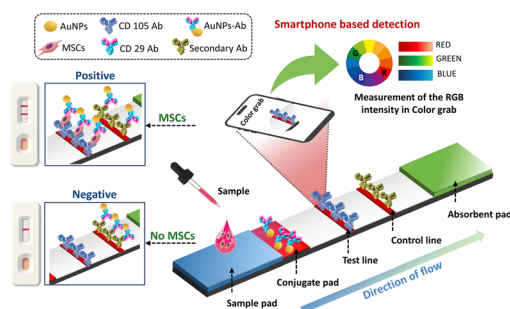 AuNPs
CD 105 Ab
AuNPs-Ab
MSCs
CD 29 Ab
Secondary Ab
Smartphone based detection
G
R
B
RED
GREEN
BLUE
Measurement of the RGB
intensity in Color grab
Positive
Color grab
MSCs
Sample
Negative
No MSCs
Absorbent pad
Control line
Test line
Conjugate pad
Sample pad
Direction of flow